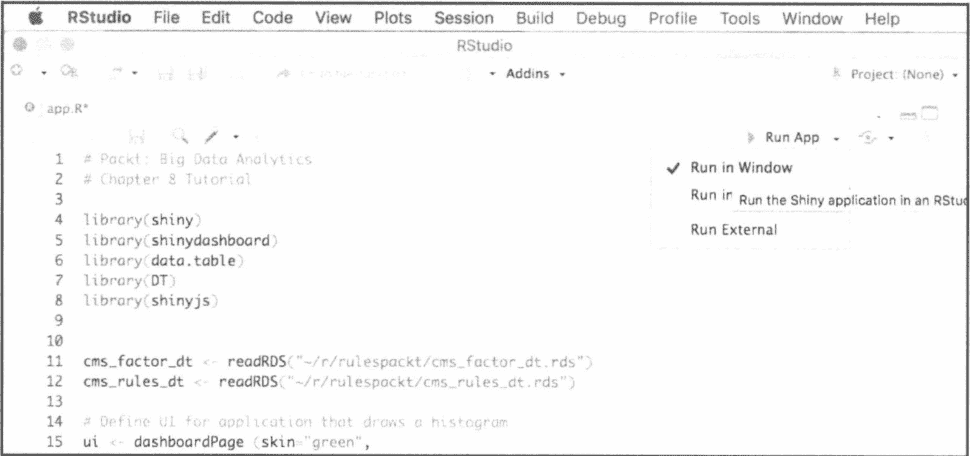 RStudio File Edit Code View Plots Session Build Debug Profile Tools Window Help
RStudio
Addins
Project: (None)
app.R*
Run App
Run in Window
Run in
Run the Shiny application in an RStud
Run External
1 # Packt: Big Data Analytics
2 # Chapter 8 Tutorial
3
4 library(shiny)
5 library(shinydashboard)
6 library(data.table)
7 library(DT)
8 library(shinyjs)
9
10
11 cms_factor_dt <- readRDS("~/r/rulespackt/cms_factor_dt.rds")
12 cms_rules_dt <- readRDS("~/r/rulespackt/cms_rules_dt.rds")
13
14 # Define UI for application that draws a histogram
15 ui <- dashboardPage (skin="green",